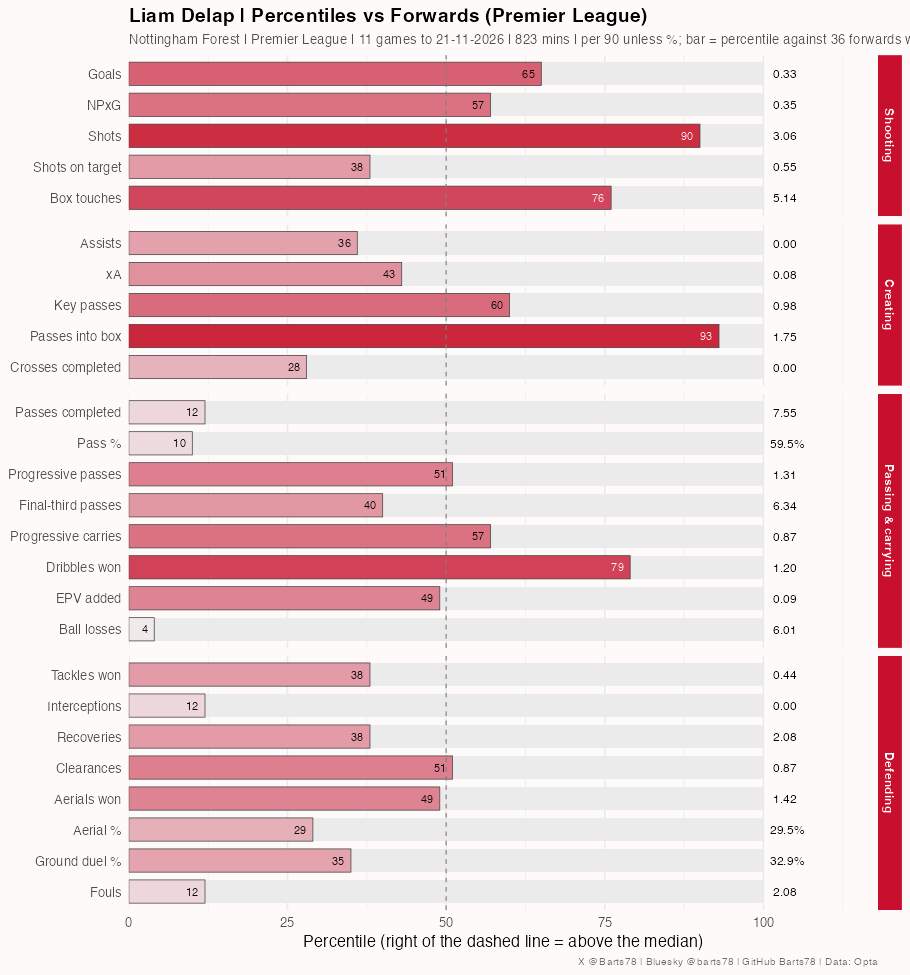 Liam Delap | Percentiles vs Forwards (Premier League)
Nottingham Forest | Premier League | 11 games to 21-11-2026 | 823 mins | per 90 unless %; bar = percentile against 36 forwards w
Goals 65 0.33
NPxG 57 0.35
Shots 90 3.06
Shots on target 38 0.55
Box touches 76 5.14
Shooting
Assists 36 0.00
xA 43 0.08
Key passes 60 0.98
Passes into box 93 1.75
Crosses completed 28 0.00
Creating
Passes completed 12 7.55
Pass % 10 59.5%
Progressive passes 51 1.31
Final-third passes 40 6.34
Progressive carries 57 0.87
Dribbles won 79 1.20
EPV added 49 0.09
Ball losses 4 6.01
Passing & carrying
Tackles won 38 0.44
Interceptions 12 0.00
Recoveries 38 2.08
Clearances 51 0.87
Aerials won 49 1.42
Aerial % 29 29.5%
Ground duel % 35 32.9%
Fouls 12 2.08
Defending
0 25 50 75 100
Percentile (right of the dashed line = above the median)
X @Barts78 | Bluesky @barts78 | GitHub Barts78 | Data: Opta